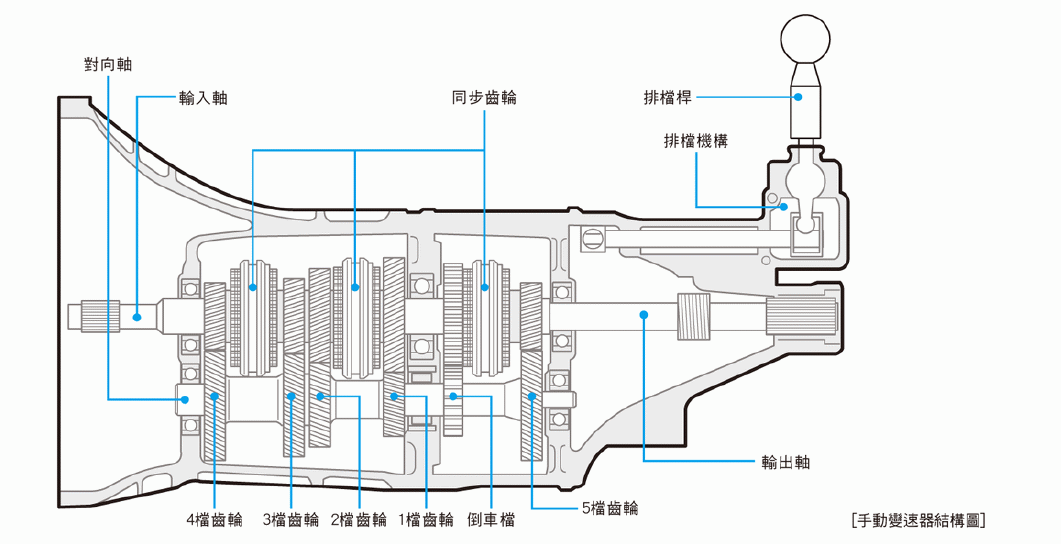 對向軸
輸入軸
同步齒輪
排檔桿
排檔機構
輸出軸
4檔齒輪
3檔齒輪
2檔齒輪
1檔齒輪
倒車檔
5檔齒輪
[手動變速器結構圖]